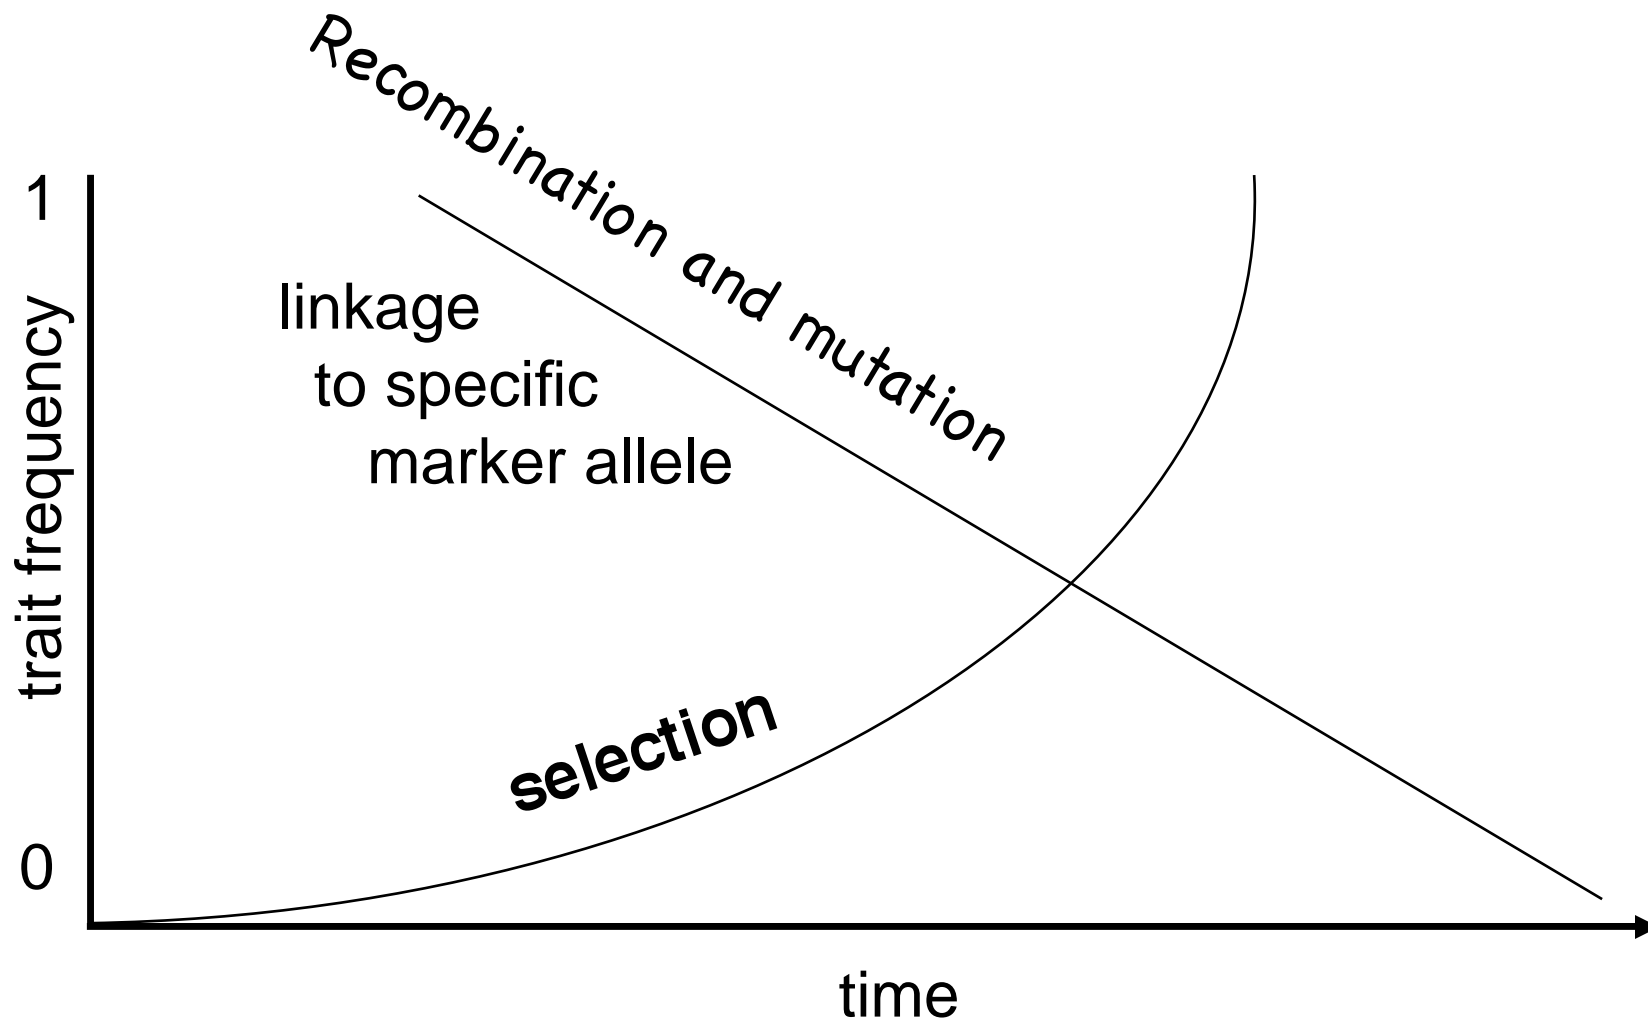 Recombination and mutation
1
linkage
to specific
marker allele
trait frequency
selection
0
time